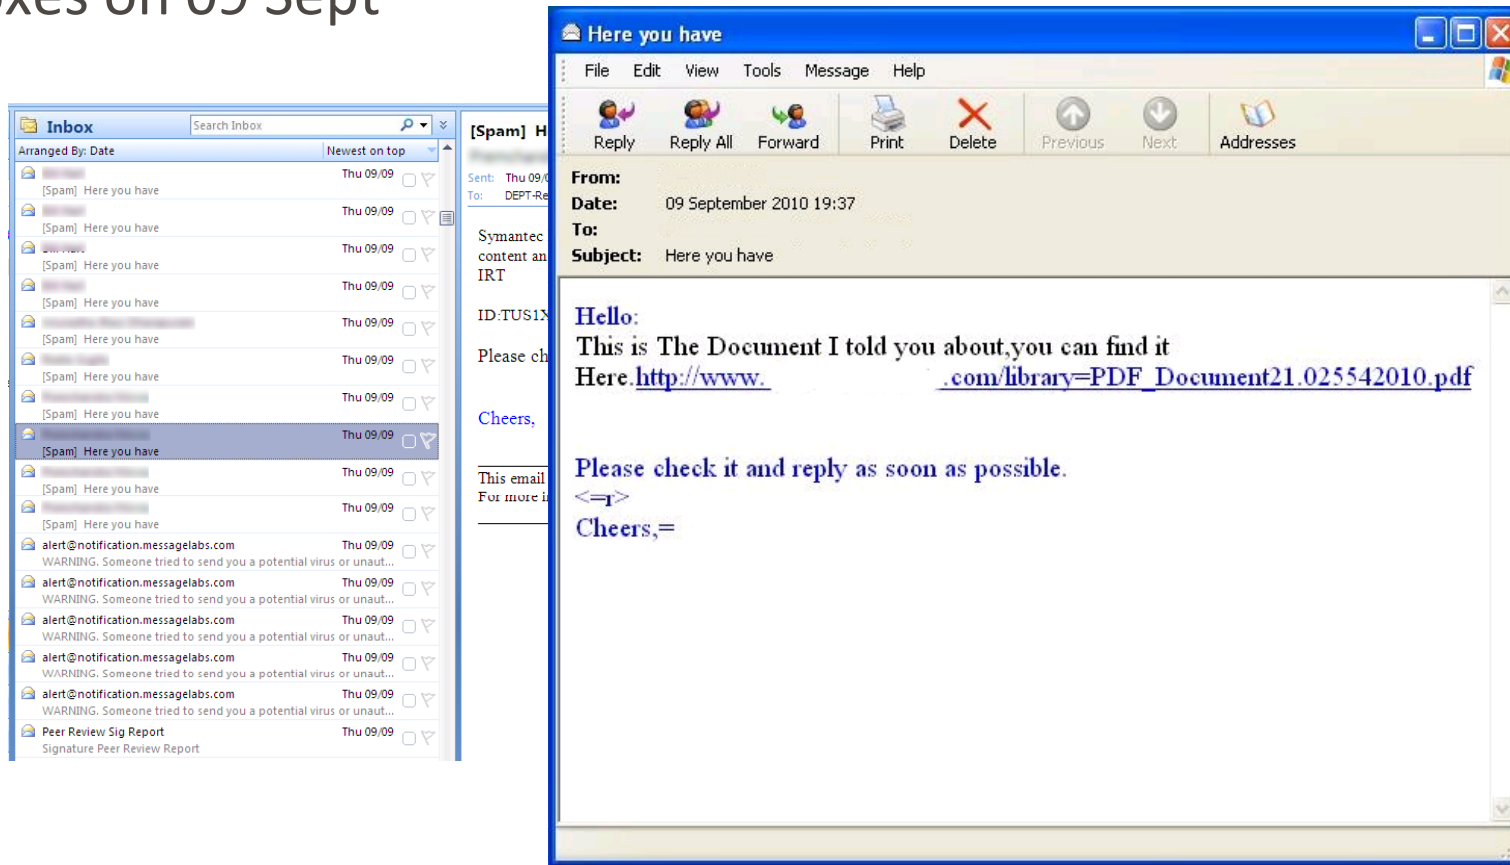 oxes on 09 Sept
Inbox
Search Inbox
Arranged By: Date
Newest on top
Thu 09/09
[Spam] Here you have
Thu 09/09
[Spam] Here you have
Thu 09/09
[Spam] Here you have
Thu 09/09
[Spam] Here you have
Thu 09/09
[Spam] Here you have
Thu 09/09
[Spam] Here you have
Thu 09/09
[Spam] Here you have
Thu 09/09
[Spam] Here you have
Thu 09/09
[Spam] Here you have
Thu 09/09
[Spam] Here you have
alert@notification.messagelabs.com Thu 09/09
WARNING. Someone tried to send you a potential virus or unaut...
alert@notification.messagelabs.com Thu 09/09
WARNING. Someone tried to send you a potential virus or unaut...
alert@notification.messagelabs.com Thu 09/09
WARNING. Someone tried to send you a potential virus or unaut...
alert@notification.messagelabs.com Thu 09/09
WARNING. Someone tried to send you a potential virus or unaut...
alert@notification.messagelabs.com Thu 09/09
WARNING. Someone tried to send you a potential virus or unaut...
Peer Review Sig Report Thu 09/09
Signature Peer Review Report
[Spam] H
Sent: Thu 09/0
To: DEPT-Re
Symantec
content an
IRT
ID:TUS1X
Please ch
Cheers,
This email
For more i
Here you have
File Edit View Tools Message Help
Reply Reply All Forward Print Delete Previous Next Addresses
From:
Date: 09 September 2010 19:37
To:
Subject: Here you have
Hello:
This is The Document I told you about,you can find it
Here.http://www. .com/library=PDF_Document21.025542010.pdf
Please check it and reply as soon as possible.
<=r>
Cheers,=